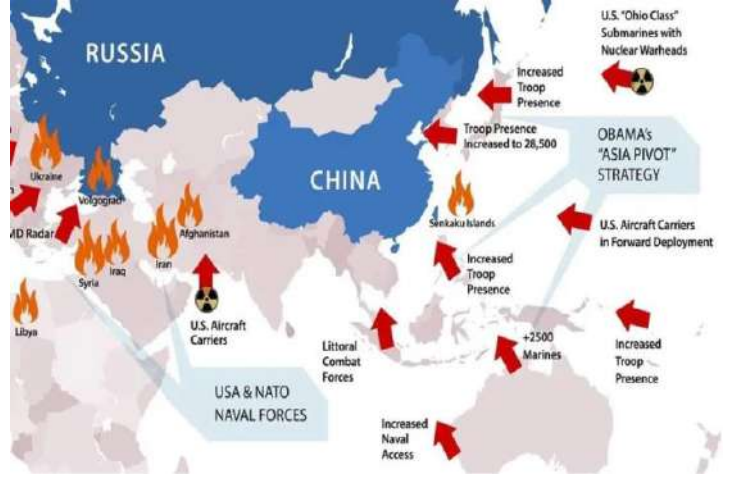 U.S. "Ohio Class"
Submarines with
Nuclear Warheads
RUSSIA
Increased
Troop
Presence
Troop Presence
Increased to 28,500
OBAMA's
"ASIA PIVOT"
STRATEGY
Ukraine
CHINA
Volgograd
MD Radar
Afghanistan
Senkaku Islands
U.S. Aircraft Carriers
in Forward Deployment
Syria
Iraq
Iran
Increased
Troop
Presence
Libya
U.S. Aircraft
Carriers
Littoral
Combat
Forces
+2500
Marines
Increased
Troop
Presence
USA & NATO
NAVAL FORCES
Increased
Naval
Access